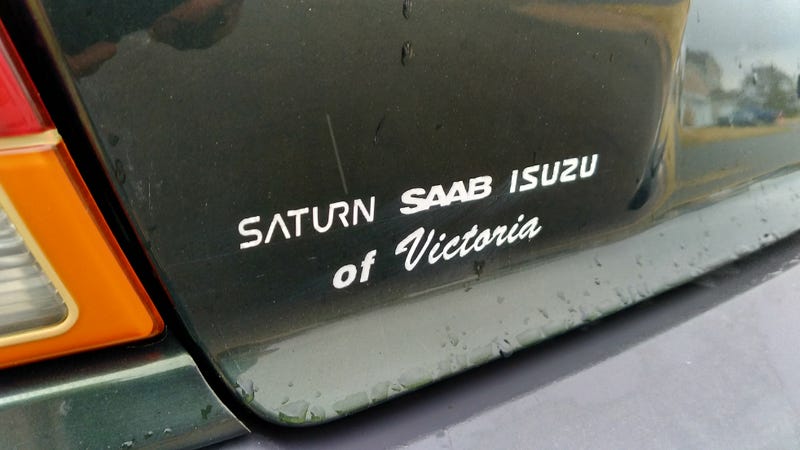 SATURN SAAB ISUZU
of Victoria